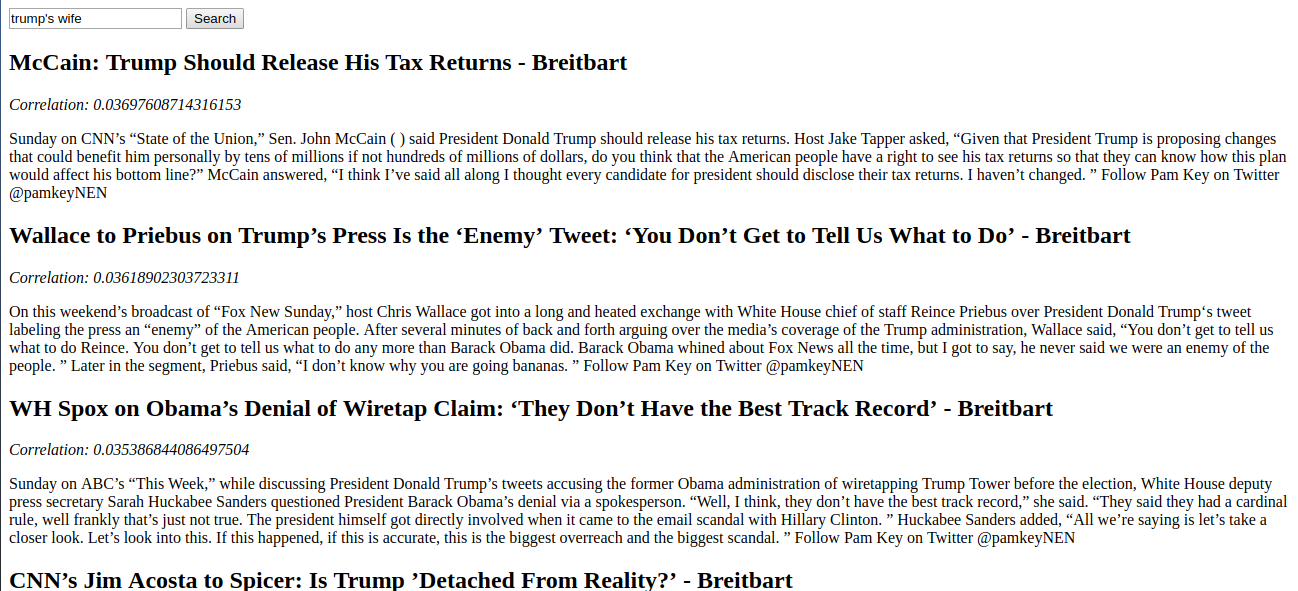 trump's wife Search
McCain: Trump Should Release His Tax Returns - Breitbart
Correlation: 0.03697608714316153
Sunday on CNN’s “State of the Union,” Sen. John McCain ( ) said President Donald Trump should release his tax returns. Host Jake Tapper asked, “Given that President Trump is proposing changes
that could benefit him personally by tens of millions if not hundreds of millions of dollars, do you think that the American people have a right to see his tax returns so that they can know how this plan
would affect his bottom line?” McCain answered, “I think I’ve said all along I thought every candidate for president should disclose their tax returns. I haven’t changed. ” Follow Pam Key on Twitter
@pamkeyNEN
Wallace to Priebus on Trump’s Press Is the ‘Enemy’ Tweet: ‘You Don’t Get to Tell Us What to Do’ - Breitbart
Correlation: 0.03618902303723311
On this weekend’s broadcast of “Fox New Sunday,” host Chris Wallace got into a long and heated exchange with White House chief of staff Reince Priebus over President Donald Trump‘s tweet
labeling the press an “enemy” of the American people. After several minutes of back and forth arguing over the media’s coverage of the Trump administration, Wallace said, “You don’t get to tell us
what to do Reince. You don’t get to tell us what to do any more than Barack Obama did. Barack Obama whined about Fox News all the time, but I got to say, he never said we were an enemy of the
people. ” Later in the segment, Priebus said, “I don’t know why you are going bananas. ” Follow Pam Key on Twitter @pamkeyNEN
WH Spox on Obama’s Denial of Wiretap Claim: ‘They Don’t Have the Best Track Record’ - Breitbart
Correlation: 0.035386844086497504
Sunday on ABC’s “This Week,” while discussing President Donald Trump’s tweets accusing the former Obama administration of wiretapping Trump Tower before the election, White House deputy
press secretary Sarah Huckabee Sanders questioned President Barack Obama’s denial via a spokesperson. “Well, I think, they don’t have the best track record,” she said. “They said they had a cardinal
rule, well frankly that’s just not true. The president himself got directly involved when it came to the email scandal with Hillary Clinton. ” Huckabee Sanders added, “All we’re saying is let’s take a
closer look. Let’s look into this. If this happened, if this is accurate, this is the biggest overreach and the biggest scandal. ” Follow Pam Key on Twitter @pamkeyNEN
CNN’s Jim Acosta to Spicer: Is Trump ’Detached From Reality?’ - Breitbart